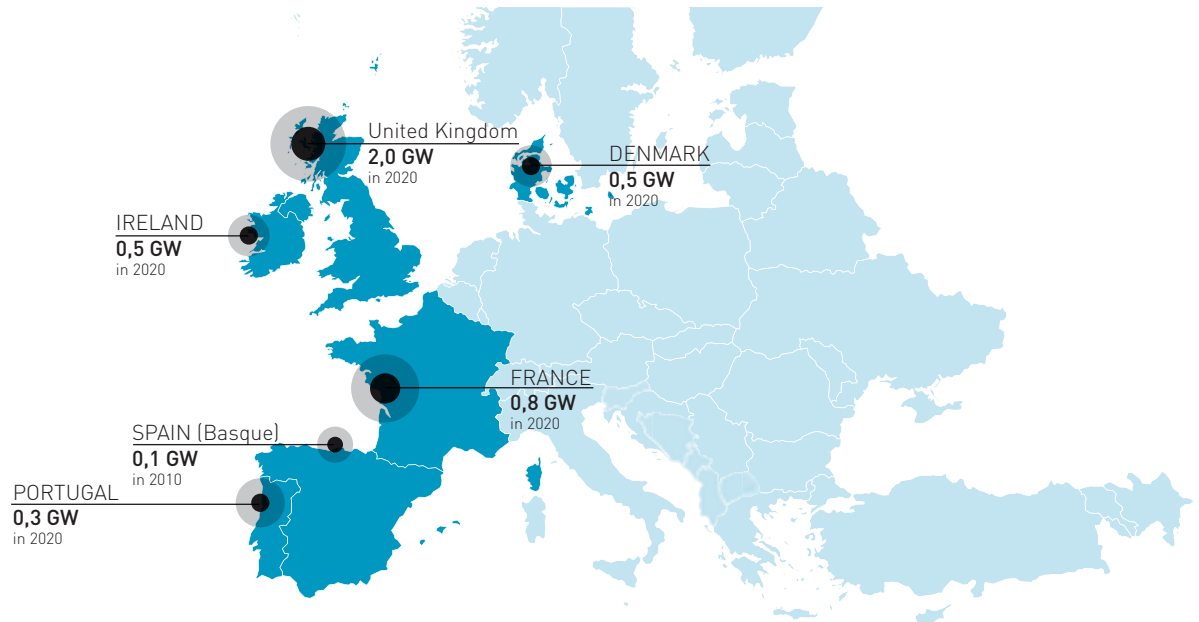 United Kingdom
2,0 GW
in 2020
DENMARK
0,5 GW
in 2020
IRELAND
0,5 GW
in 2020
FRANCE
0,8 GW
in 2020
SPAIN (Basque)
0,1 GW
in 2010
PORTUGAL
0,3 GW
in 2020